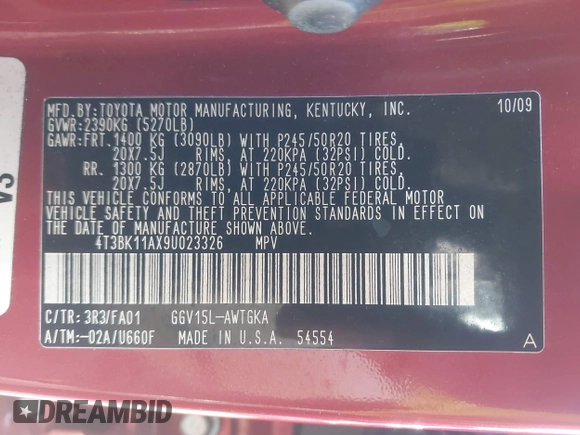 V3
MFD.BY:TOYOTA MOTOR MANUFACTURING, KENTUCKY, INC. 10/09
GVWR:2390KG (5270LB)
GAWR:FRT.1400 KG (3090LB) WITH P245/50R20 TIRES,
20X7.5J RIMS, AT 220KPA (32PSI) COLD.
RR. 1300 KG (2870LB) WITH P245/50R20 TIRES,
20X7.5J RIMS, AT 220KPA (32PSI) COLD.
THIS VEHICLE CONFORMS TO ALL APPLICABLE FEDERAL MOTOR
VEHICLE SAFETY AND THEFT PREVENTION STANDARDS IN EFFECT ON
THE DATE OF MANUFACTURE SHOWN ABOVE.
4T3BK11AX9U023326 MPV
C/TR: 3R3/FA01 GGV15L-AWTGKA
A/TM:-02A/U660F MADE IN U.S.A. 54554 A
DREAMBID